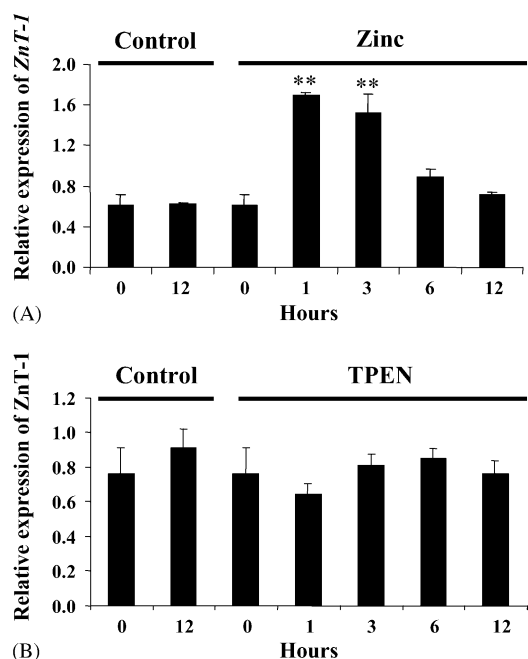 Control Zinc
Relative expression of ZnT-1
2.0
1.6
1.2
0.8
0.4
0.0
** **
0 12 0 1 3 6 12
(A) Hours
Control TPEN
Relative expression of ZnT-1
1.2
1.0
0.8
0.6
0.4
0.2
0.0
0 12 0 1 3 6 12
(B) Hours